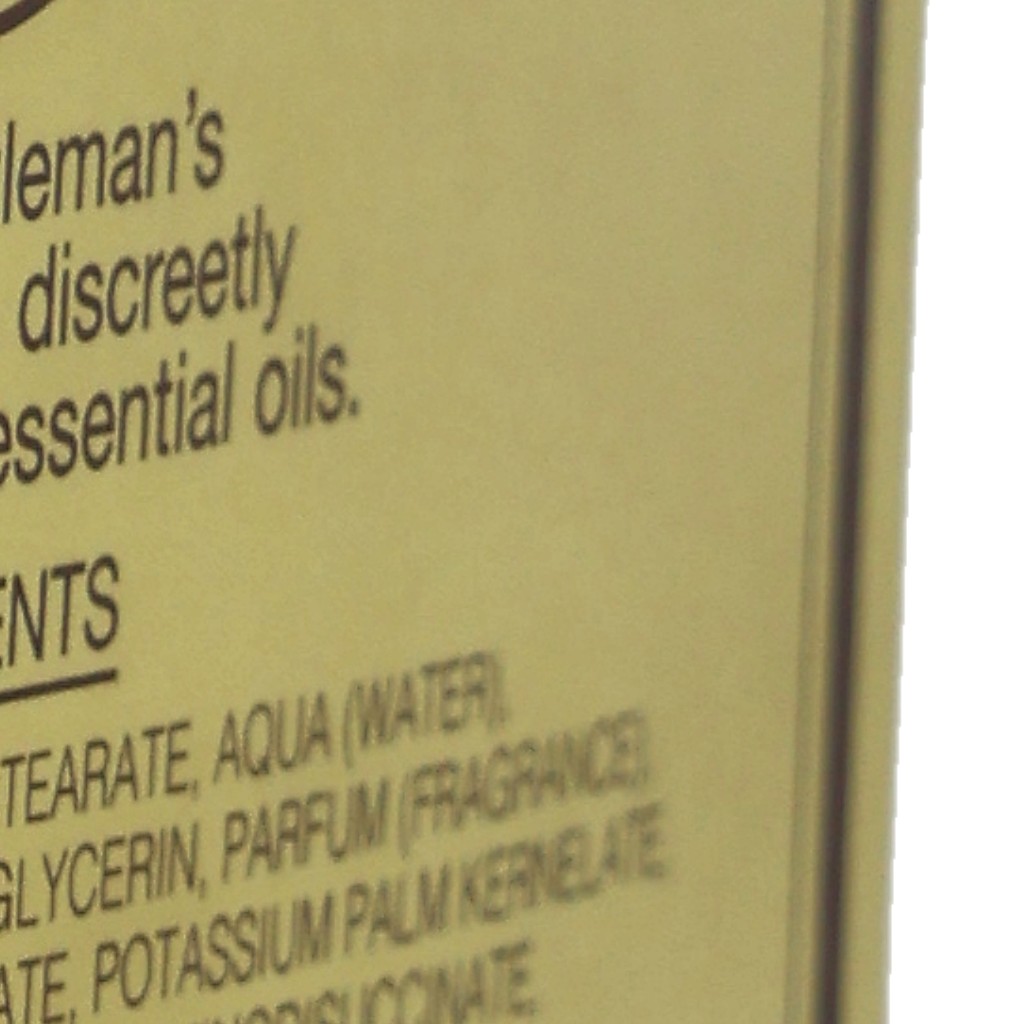 leman's
discreetly
essential oils.
ENTS
TEARATE, AQUA (WATER),
GLYCERIN, PARFUM (FRAGRANCE),
ATE, POTASSIUM PALM KERNELATE,